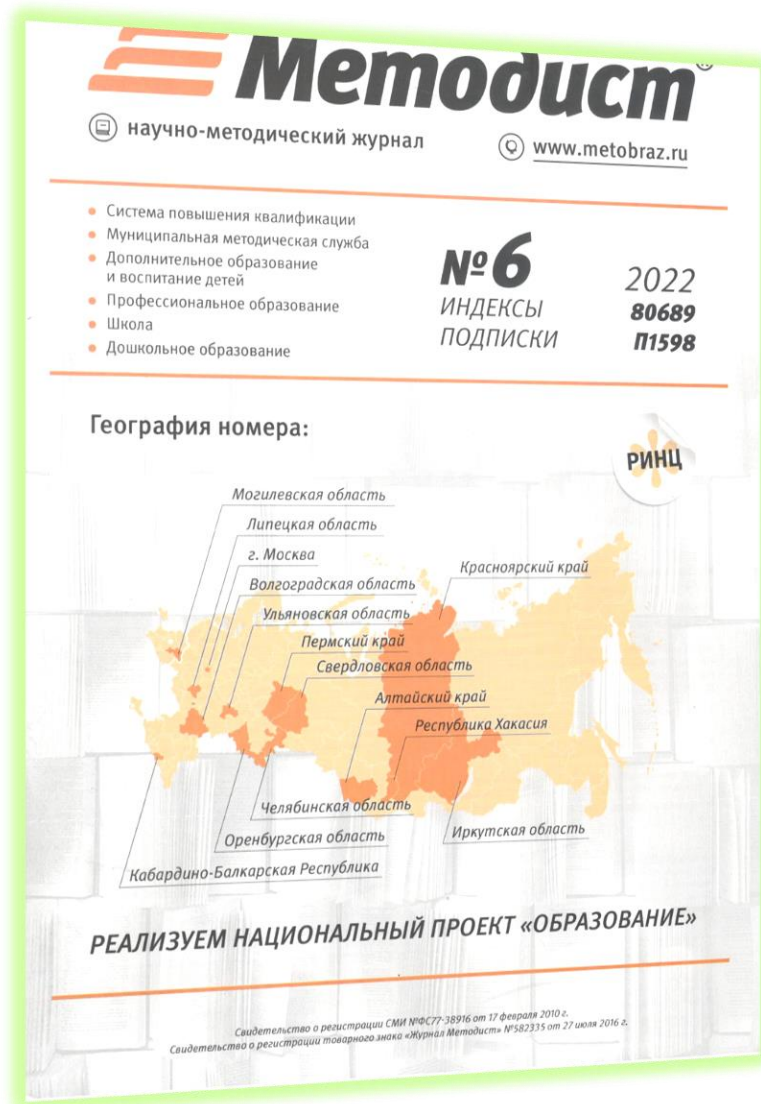 Методист®
научно-методический журнал
www.metobraz.ru
• Система повышения квалификации
• Муниципальная методическая служба
• Дополнительное образование
и воспитание детей
• Профессиональное образование
• Школа
• Дошкольное образование
№6 2022
ИНДЕКСЫ 80689
ПОДПИСКИ П1598
География номера:
РИНЦ
Могилевская область
Липецкая область
г. Москва
Волгоградская область
Ульяновская область
Пермский край
Свердловская область
Красноярский край
Алтайский край
Республика Хакасия
Челябинская область
Оренбургская область
Иркутская область
Кабардино-Балкарская Республика
РЕАЛИЗУЕМ НАЦИОНАЛЬНЫЙ ПРОЕКТ «ОБРАЗОВАНИЕ»
Свидетельство о регистрации СМИ №ФС77-38916 от 17 февраля 2010 г.
Свидетельство о регистрации товарного знака «Журнал Методист» №582335 от 27 июля 2016 г.